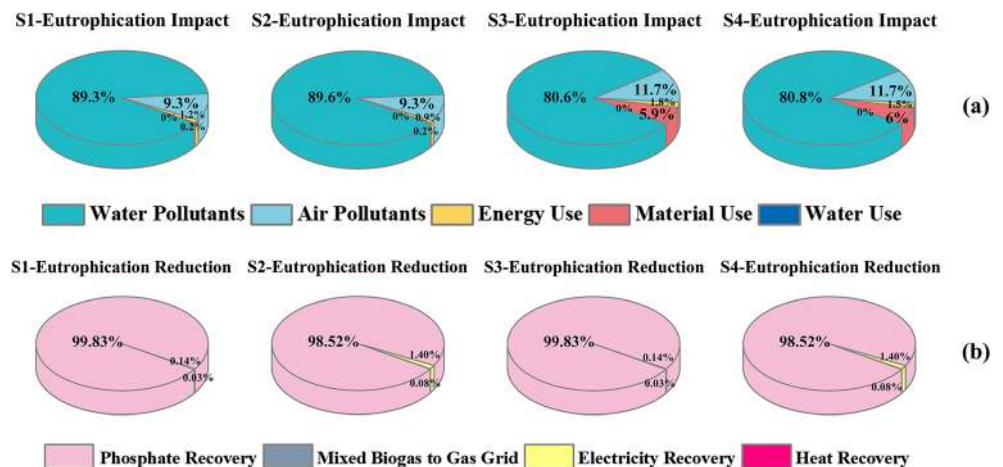 S1-Eutrophication Impact S2-Eutrophication Impact S3-Eutrophication Impact S4-Eutrophication Impact
89.3% 9.3% 1.2% 0% 0.2%
89.6% 9.3% 0.9% 0% 0.2%
80.6% 11.7% 1.8% 0% 5.9%
80.8% 11.7% 1.5% 0% 6%
(a)
Water Pollutants Air Pollutants Energy Use Material Use Water Use
S1-Eutrophication Reduction S2-Eutrophication Reduction S3-Eutrophication Reduction S4-Eutrophication Reduction
99.83% 0.14% 0.03%
98.52% 1.40% 0.08%
99.83% 0.14% 0.03%
98.52% 1.40% 0.08%
(b)
Phosphate Recovery Mixed Biogas to Gas Grid Electricity Recovery Heat Recovery